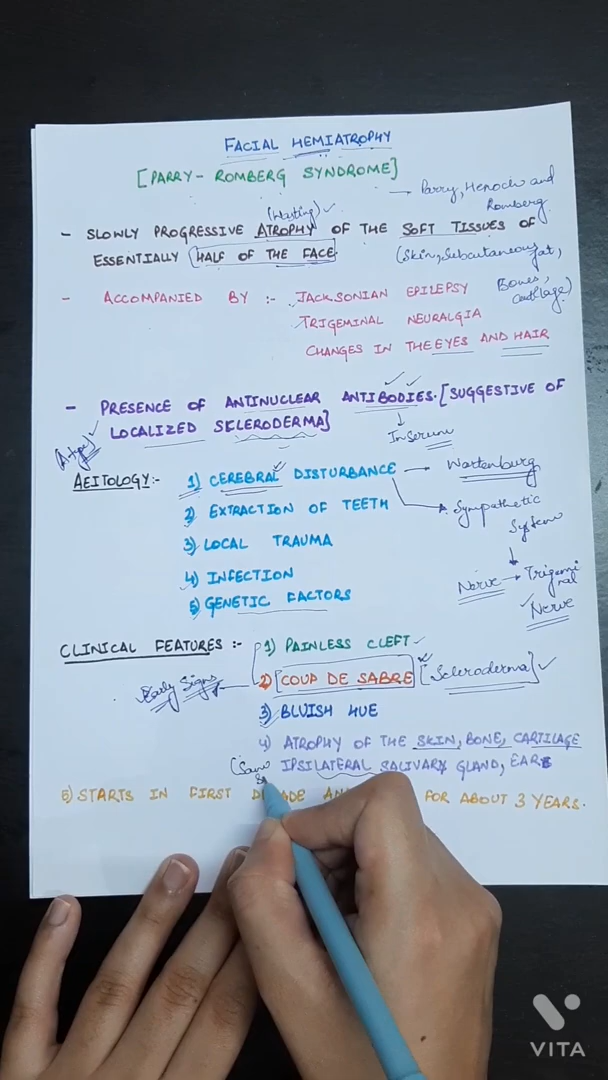 FACIAL HEMIATROPHY
[PARRY- ROMBERG SYNDROME]
— Parry, Henoch and
Romberg
(Wasting)
- SLOWLY PROGRESSIVE ATROPHY OF THE SOFT TISSUES OF
ESSENTIALLY HALF OF THE FACE.
(Skin, Subcutaneous fat,
Bones,
Cartilage)
- ACCOMPANIED BY :- JACKSONIAN EPILEPSY
TRIGEMINAL NEURALGIA
CHANGES IN THE EYES AND HAIR
- PRESENCE OF ANTINUCLEAR ANTIBODIES. [SUGGESTIVE OF
LOCALIZED SCLERODERMA]
In Serum
(A type)
AEITOLOGY:-
1) CEREBRAL DISTURBANCE
Wartenburg
Sympathetic
System
2) EXTRACTION OF TEETH
3) LOCAL TRAUMA
4) INFECTION
5) GENETIC FACTORS
Nerve → Trigeminal
Nerve
CLINICAL FEATURES :- 1) PAINLESS CLEFT
Early Signs
2) [COUP DE SABRE] [Scleroderma]
3) BLUISH HUE
4) ATROPHY OF THE SKIN, BONE, CARTILAGE
(Same IPSILATERAL SALIVARY GLAND, EAR
5) STARTS IN FIRST FOR ABOUT 3 YEARS.
VITA